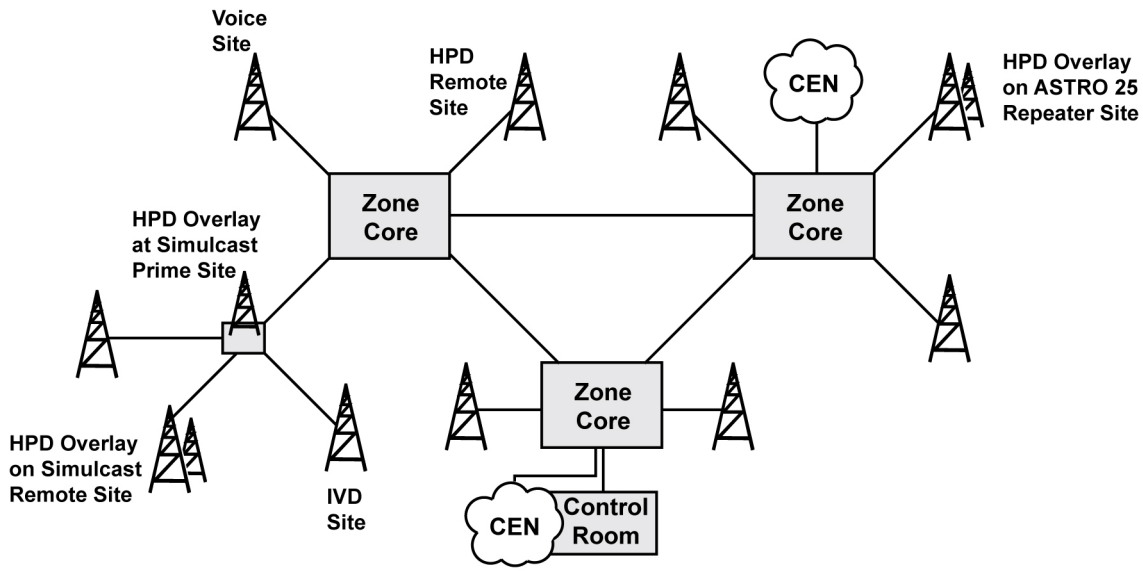 Voice
Site
HPD
Remote
Site
CEN
HPD Overlay
on ASTRO 25
Repeater Site
Zone
Core
Zone
Core
HPD Overlay
at Simulcast
Prime Site
Zone
Core
HPD Overlay
on Simulcast
Remote Site
IVD
Site
CEN
Control
Room